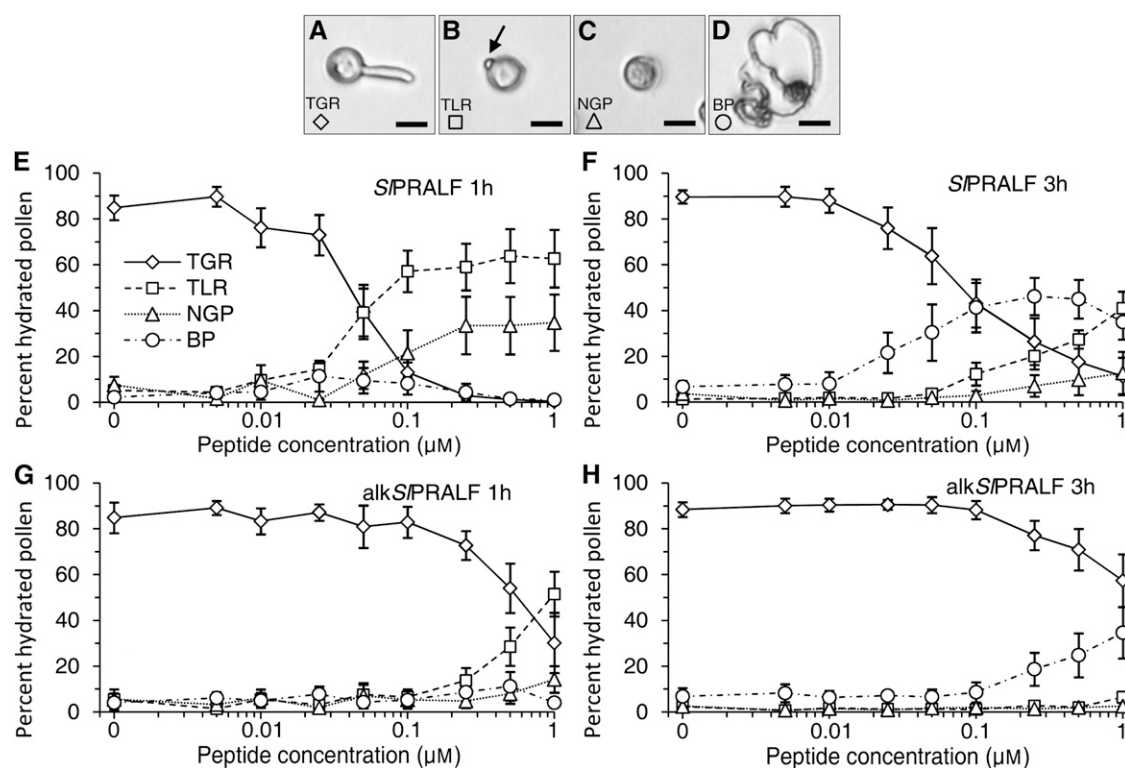 A B C D
TGR TLR NGP BP
E
SlPRALF 1h
Percent hydrated pollen
100
80
60
40
20
0
TGR
TLR
NGP
BP
0 0.01 0.1 1
Peptide concentration (μM)
F
SlPRALF 3h
Percent hydrated pollen
100
80
60
40
20
0
0 0.01 0.1 1
Peptide concentration (μM)
G
alkSlPRALF 1h
Percent hydrated pollen
100
80
60
40
20
0
0 0.01 0.1 1
Peptide concentration (μM)
H
alkSlPRALF 3h
Percent hydrated pollen
100
80
60
40
20
0
0 0.01 0.1 1
Peptide concentration (μM)